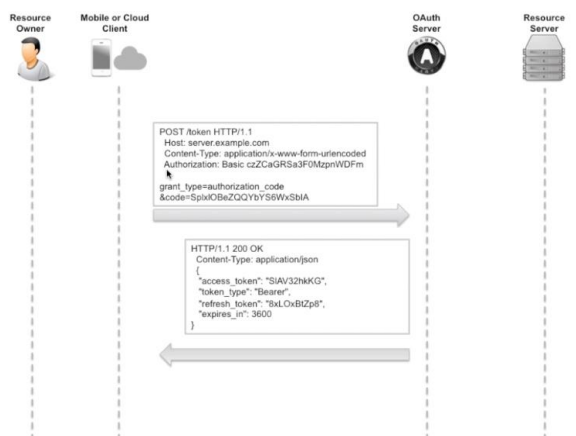 Resource
Owner
Mobile or Cloud
Client
OAuth
Server
Resource
Server
A
POST /token HTTP/1.1
Host: server.example.com
Content-Type: application/x-www-form-urlencoded
Authorization: Basic czZCaGRSa3F0MzpnWDFm
grant_type=authorization_code
&code=SplxlOBeZQQYbYS6WxSbIA
HTTP/1.1 200 OK
Content-Type: application/json
{
"access_token": "SlAV32hkKG",
"token_type": "Bearer",
"refresh_token": "8xLOxBtZp8",
"expires_in": 3600
}